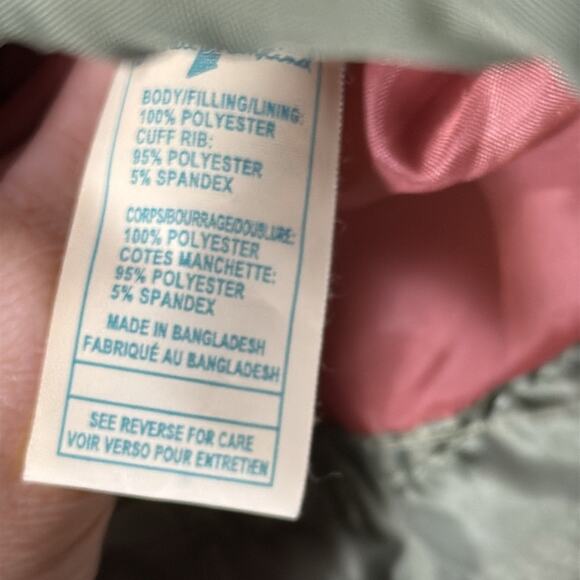 BODY/FILLING/LINING:
100% POLYESTER
CUFF RIB:
95% POLYESTER
5% SPANDEX
CORPS/BOURRAGE/DOUBLURE:
100% POLYESTER
COTES MANCHETTE:
95% POLYESTER
5% SPANDEX
MADE IN BANGLADESH
FABRIQUÉ AU BANGLADESH
SEE REVERSE FOR CARE
VOIR VERSO POUR ENTRETIEN